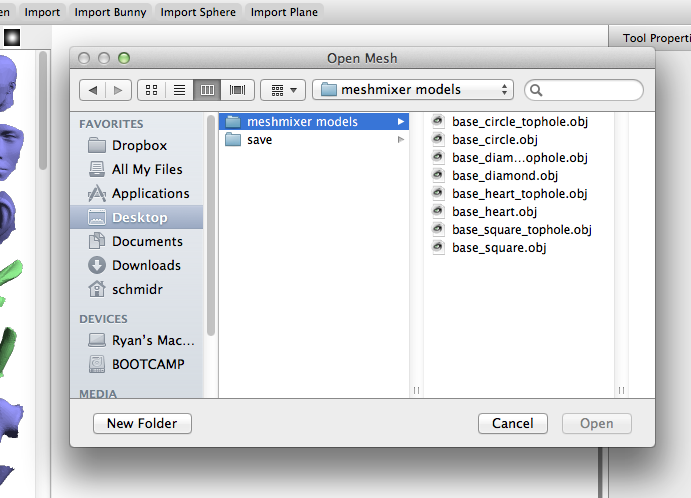 en Import Import Bunny Import Sphere Import Plane
Tool Properti
Open Mesh
meshmixer models
FAVORITES
Dropbox
All My Files
Applications
Desktop
Documents
Downloads
schmidr
DEVICES
Ryan's Mac...
BOOTCAMP
MEDIA
meshmixer models
save
base_circle_tophole.obj
base_circle.obj
base_diam...ophole.obj
base_diamond.obj
base_heart_tophole.obj
base_heart.obj
base_square_tophole.obj
base_square.obj
New Folder
Cancel
Open